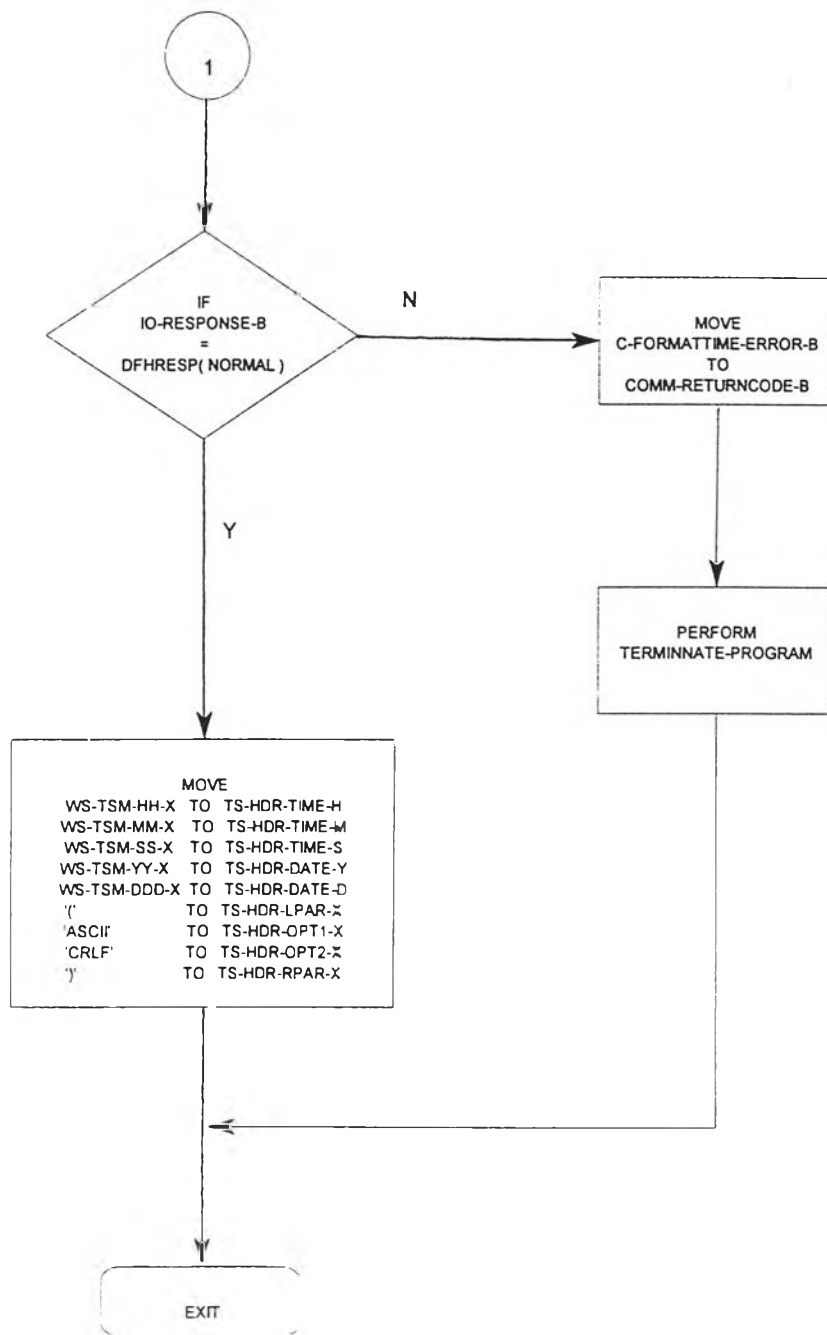 1
IF
IO-RESPONSE-B
=
DFHRESP( NORMAL )
N
MOVE
C-FORMATTIME-ERROR-B
TO
COMM-RETURNCODE-B
Y
PERFORM
TERMINNATE-PROGRAM
MOVE
WS-TSM-HH-X TO TS-HDR-TIME-H
WS-TSM-MM-X TO TS-HDR-TIME-M
WS-TSM-SS-X TO TS-HDR-TIME-S
WS-TSM-YY-X TO TS-HDR-DATE-Y
WS-TSM-DDD-X TO TS-HDR-DATE-D
'(' TO TS-HDR-LPAR-X
'ASCII' TO TS-HDR-OPT1-X
'CRLF' TO TS-HDR-OPT2-X
')' TO TS-HDR-RPAR-X
EXIT